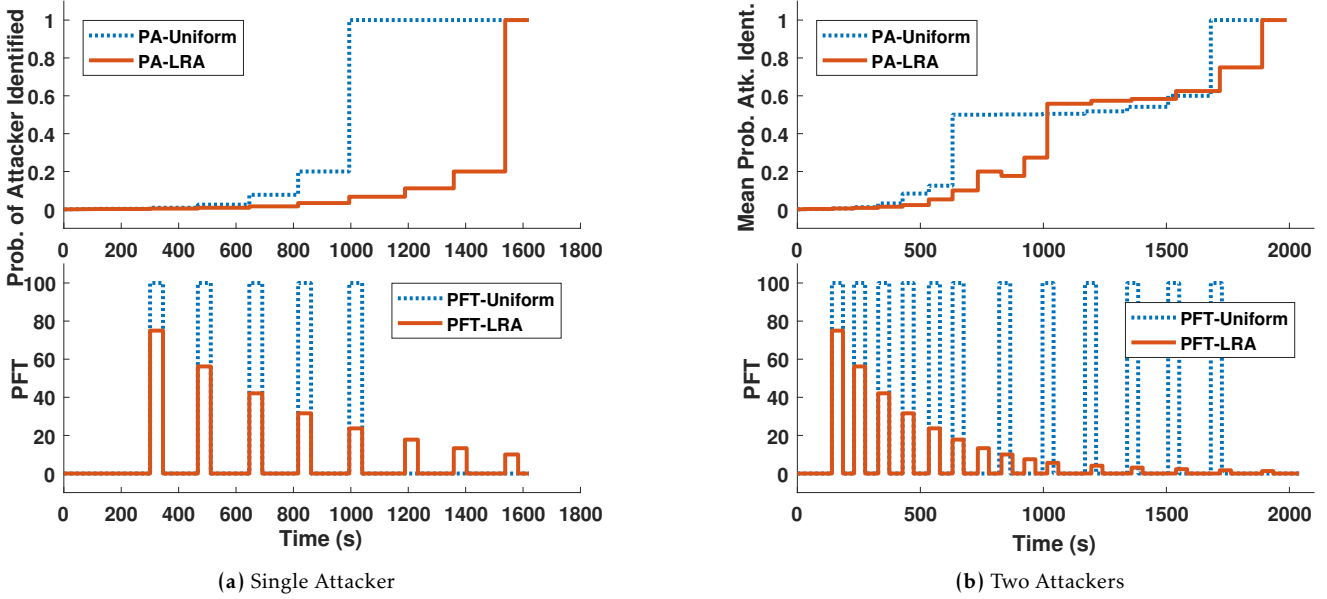 Prob. of Attacker Identified
1
0.8
0.6
0.4
0.2
0
PA-Uniform
PA-LRA
0 200 400 600 800 1000 1200 1400 1600 1800
PFT
100
80
60
40
20
0
PFT-Uniform
PFT-LRA
0 200 400 600 800 1000 1200 1400 1600 1800
Time (s)
(a) Single Attacker
Mean Prob. Atk. Ident.
1
0.8
0.6
0.4
0.2
0
PA-Uniform
PA-LRA
0 500 1000 1500 2000
PFT
100
80
60
40
20
0
PFT-Uniform
PFT-LRA
0 500 1000 1500 2000
Time (s)
(b) Two Attackers